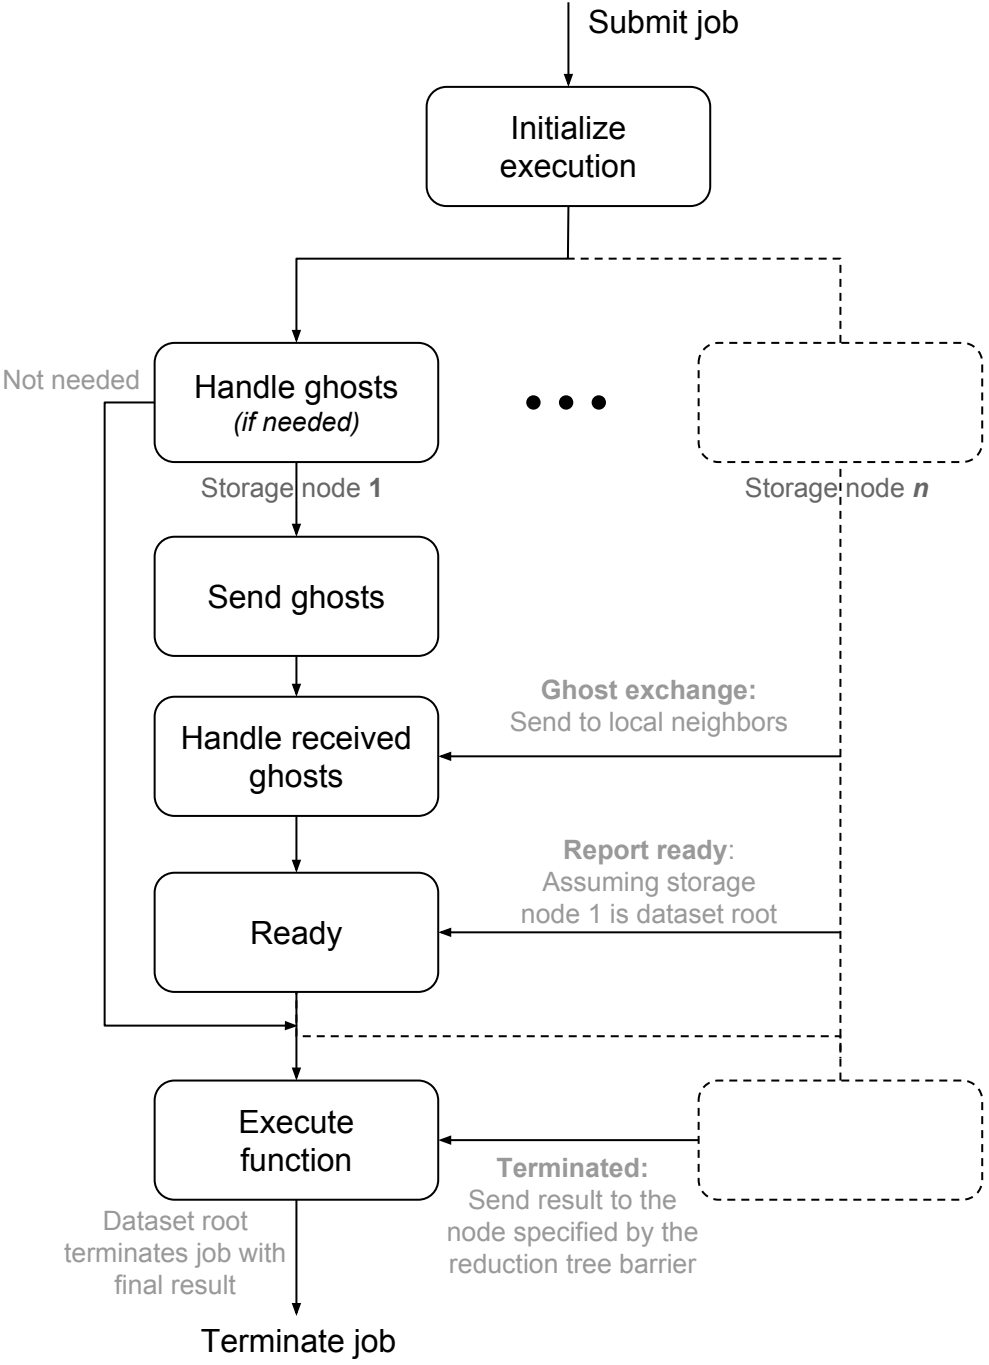 Submit job
Initialize
execution
Not needed
Handle ghosts
(if needed)
Storage node 1
Storage node n
Send ghosts
Ghost exchange:
Send to local neighbors
Handle received
ghosts
Report ready:
Assuming storage
node 1 is dataset root
Ready
Execute
function
Terminated:
Send result to the
node specified by the
reduction tree barrier
Dataset root
terminates job with
final result
Terminate job